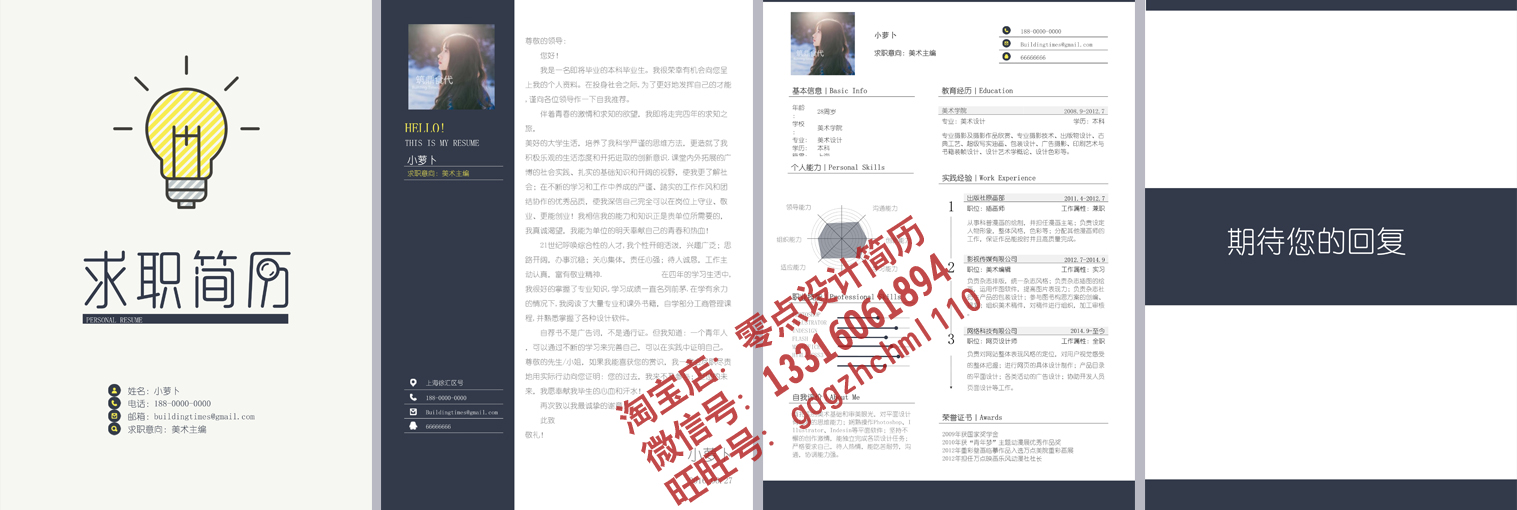 求职简历
PERSONAL RESUME
姓名：小萝卜
电话：188-0000-0000
邮箱：buildingtimes@gmail.com
求职意向：美术主编
HELLO!
THIS IS MY RESUME
小萝卜
求职意向：美术主编
上海徐汇区号
188-0000-0000
Buildingtimes@gmail.com
66666666
尊敬的领导：
您好！
我是一名即将毕业的本科毕业生。我很荣幸有机会向您呈
上我的个人资料。在投身社会之际,为了更好地发挥自己的才能
,谨向各位领导作一下自我推荐。
伴着青春的激情和求知的欲望，我即将走完四年的求知之
旅。
美好的大学生活，培养了我科学严谨的思维方法，更造就了我
积极乐观的生活态度和开拓进取的创新意识.课堂内外拓展的广
博的社会实践、扎实的基础知识和开阔的视野，使我更了解社
会；在不断的学习和工作中养成的严谨、踏实的工作作风和团
结协作的优秀品质，使我深信自己完全可以在岗位上守业、敬
业、更能创业！我相信我的能力和知识正是贵单位所需要的，
我真诚渴望，我能为单位的明天奉献自己的青春和热血！
21世纪呼唤综合性的人才,我个性开朗活泼，兴趣广泛；思
路开阔，办事沉稳；关心集体，责任心强；待人诚恳，工作主
动认真，富有敬业精神.
在四年的学习生活中,
我很好的掌握了专业知识,学习成绩一直名列前茅,在学有余力
的情况下,我阅读了大量专业和课外书籍，自学部分工商管理课
程,并熟悉掌握了各种设计软件。
自荐书不是广告词，不是通行证。但我知道：一个青年人
，可以通过不断的学习来完善自己，可以在实践中证明自己。
尊敬的先生/小姐，如果我能喜获您的赏识，我一
地用实际行动向您证明：您的过去，我来不
来，我愿奉献我毕生的心血和汗水！
再次致以我最诚挚的谢意
此致
敬礼！
小萝卜
小萝卜
求职意向：美术主编
188-0000-0000
Buildingtimes@gmail.com
66666666
基本信息 | Basic Info
年龄
：
28周岁
学校
：
美术学院
专业：
美术设计
学历：
本科
个人能力 | Personal Skills
领导能力
沟通能力
组织能力
适应能力
Professional Skills
自我评价 | About Me
教育经历 | Education
美术学院
2008.9-2012.7
专业：美术设计
学历：本科
专业摄影及摄影作品欣赏、专业摄影技术、出版物设计、古
典工艺、超级写实油画、包装设计、广告摄影、印刷艺术与
书籍装帧设计、设计艺术学概论、设计色彩等。
实践经验 | Work Experience
1
出版社原画部
2011.4-2012.7
职位：插画师
工作属性：兼职
从事科普漫画的绘制，并担任漫画主笔；负责设定
人物形象、整体风格、色彩等；分配其他漫画师的
工作，保证作品能按时并且高质量完成。
2
影视传媒有限公司
2012.7-2014.9
职位：美术编辑
工作属性：实习
负责杂志排版，统一杂志风格；负责杂志插图的绘
，运用作图软件，提高图片表现力；负责杂志社
产品的包装设计；参与图书构思方案的创编。
组织美术稿件，对稿件进行组织、加工审核
3
网络科技有限公司
2014.9-至今
职位：网页设计师
工作属性：全职
负责对网站整体表现风格的定位，对用户视觉感受
的整体把握；进行网页的具体设计制作；产品目录
的平面设计；各类活动的广告设计；协助开发人员
页面设计等工作。
荣誉证书 | Awards
2009年获国家奖学金
2010年获“青年梦”主题动漫展优秀作品奖
2012年重彩登画临摹作品入选万点美院重彩画展
2012年担任万点映画乐风动漫社社长
淘宝店：零点设计简历
微信号：13316061894
旺旺号：gdgzhchml110
期待您的回复